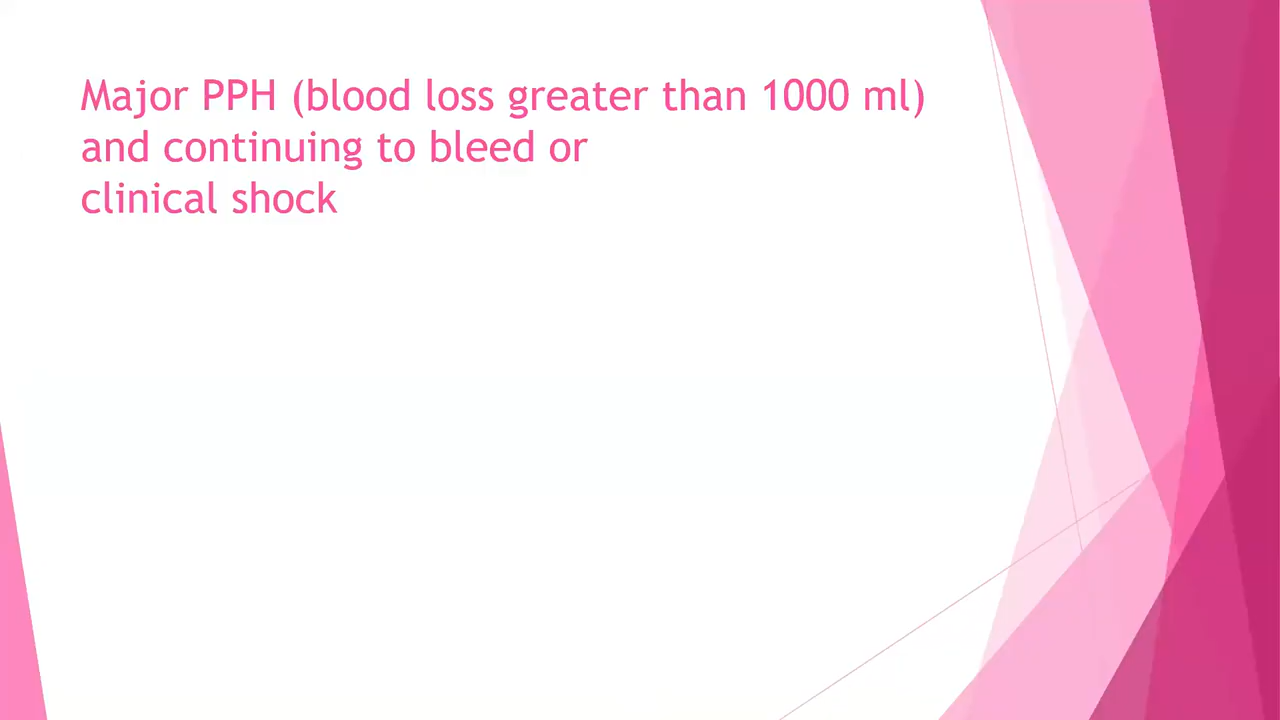 Major PPH (blood loss greater than 1000 ml)
and continuing to bleed or
clinical shock